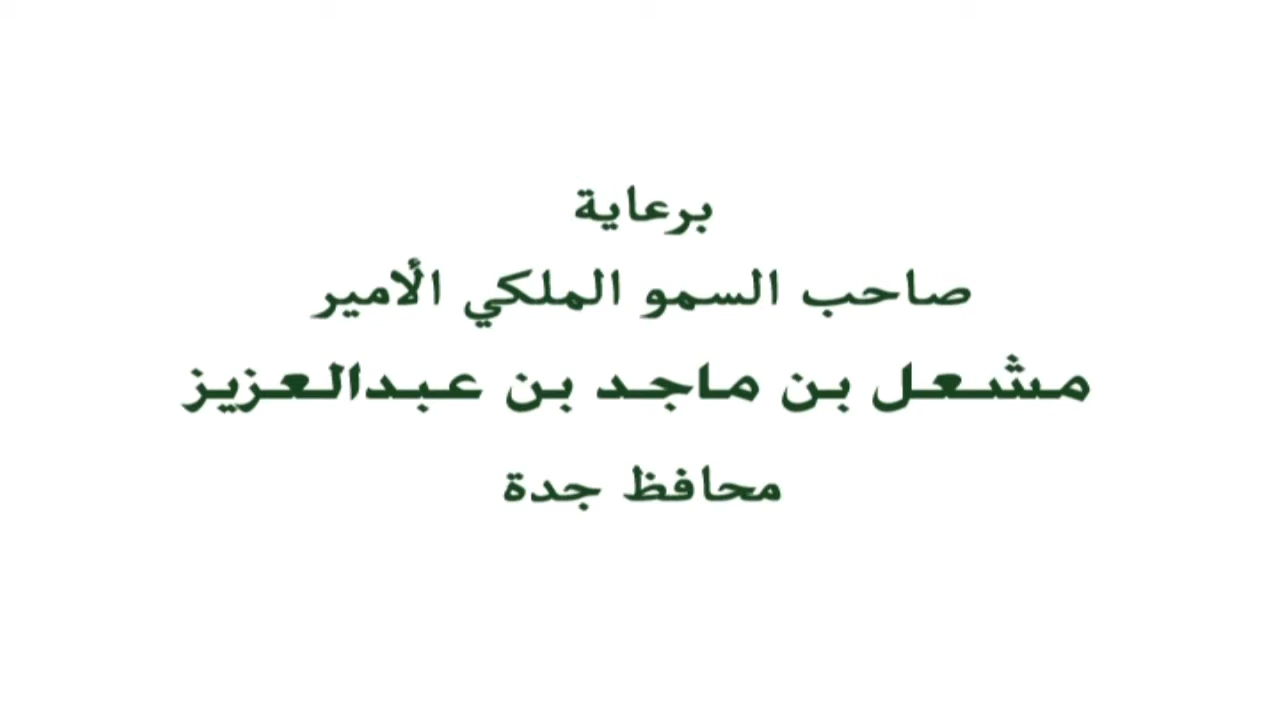 برعاية
صاحب السمو الملكي الأمير
مشعل بن ماجد بن عبدالعزيز
محافظ جدة